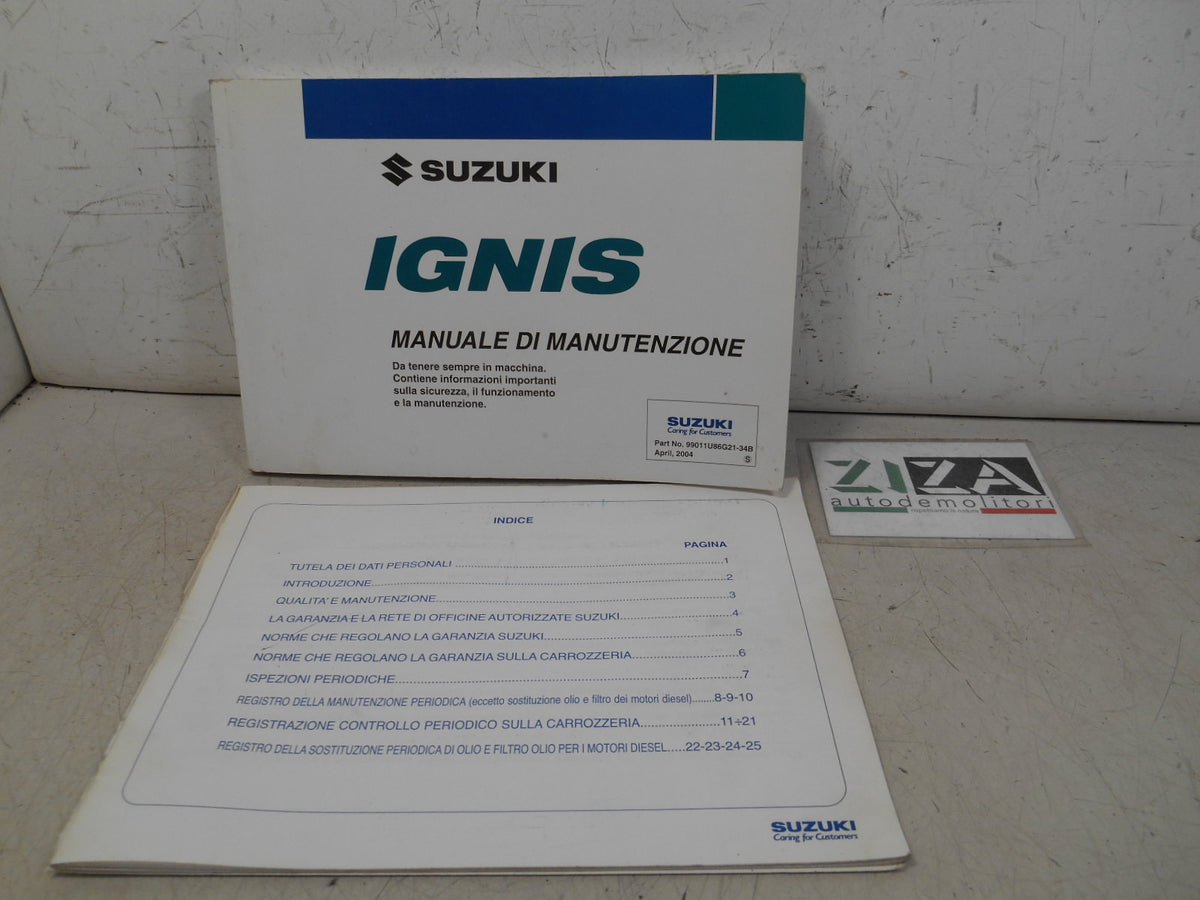 SUZUKI
IGNIS
MANUALE DI MANUTENZIONE
Da tenere sempre in macchina.
Contiene informazioni importanti
sulla sicurezza, il funzionamento
e la manutenzione.
SUZUKI
Caring for Customers
Part No. 99011U86G21-34B
April, 2004
S
ZIZA
autodemolitori
rispettiamo la natura
INDICE
PAGINA
TUTELA DEI DATI PERSONALI ........ 1
INTRODUZIONE........ 2
QUALITA' E MANUTENZIONE........ 3
LA GARANZIA E LA RETE DI OFFICINE AUTORIZZATE SUZUKI........ 4
NORME CHE REGOLANO LA GARANZIA SUZUKI........ 5
NORME CHE REGOLANO LA GARANZIA SULLA CARROZZERIA........ 6
ISPEZIONI PERIODICHE........ 7
REGISTRO DELLA MANUTENZIONE PERIODICA (eccetto sostituzione olio e filtro dei motori diesel).......8-9-10
REGISTRAZIONE CONTROLLO PERIODICO SULLA CARROZZERIA........ 11÷21
REGISTRO DELLA SOSTITUZIONE PERIODICA DI OLIO E FILTRO OLIO PER I MOTORI DIESEL.....22-23-24-25
SUZUKI
Caring for Customers